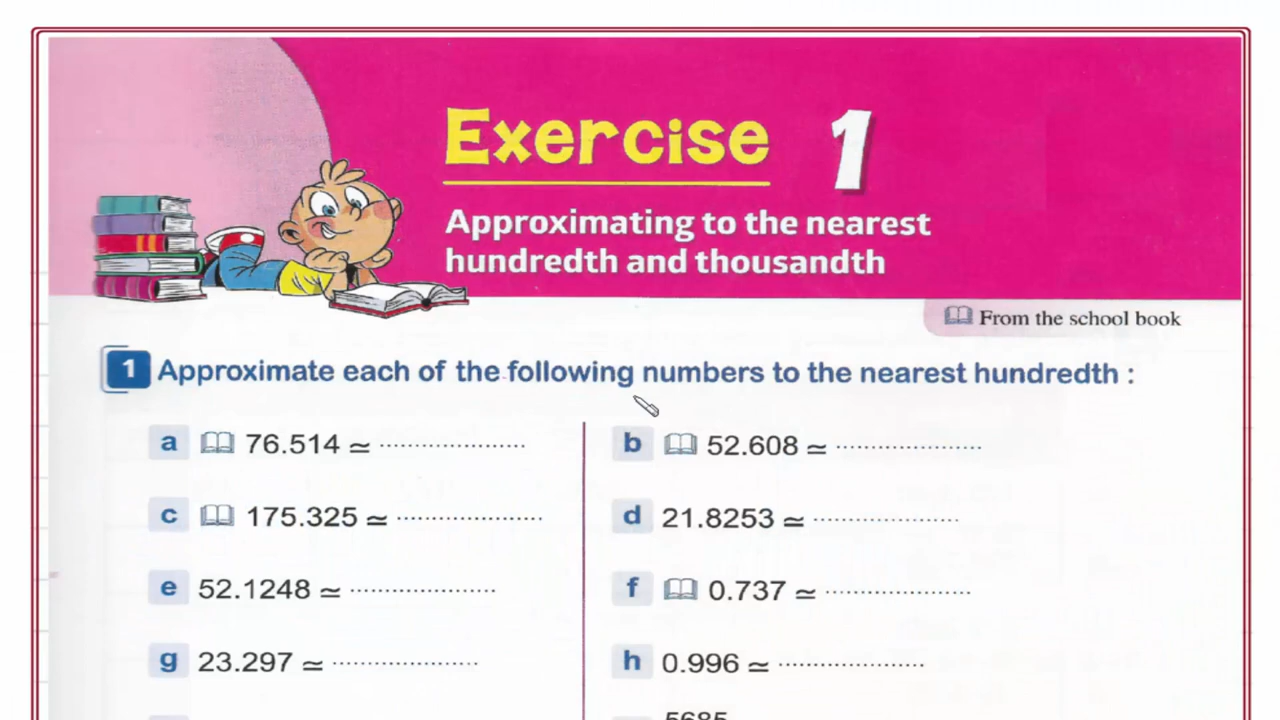 Exercise 1
Approximating to the nearest
hundredth and thousandth
From the school book
1 Approximate each of the following numbers to the nearest hundredth :
a 76.514 ≃ ........................
b 52.608 ≃ ........................
c 175.325 ≃ ........................
d 21.8253 ≃ ........................
e 52.1248 ≃ ........................
f 0.737 ≃ ........................
g 23.297 ≃ ........................
h 0.996 ≃ ........................